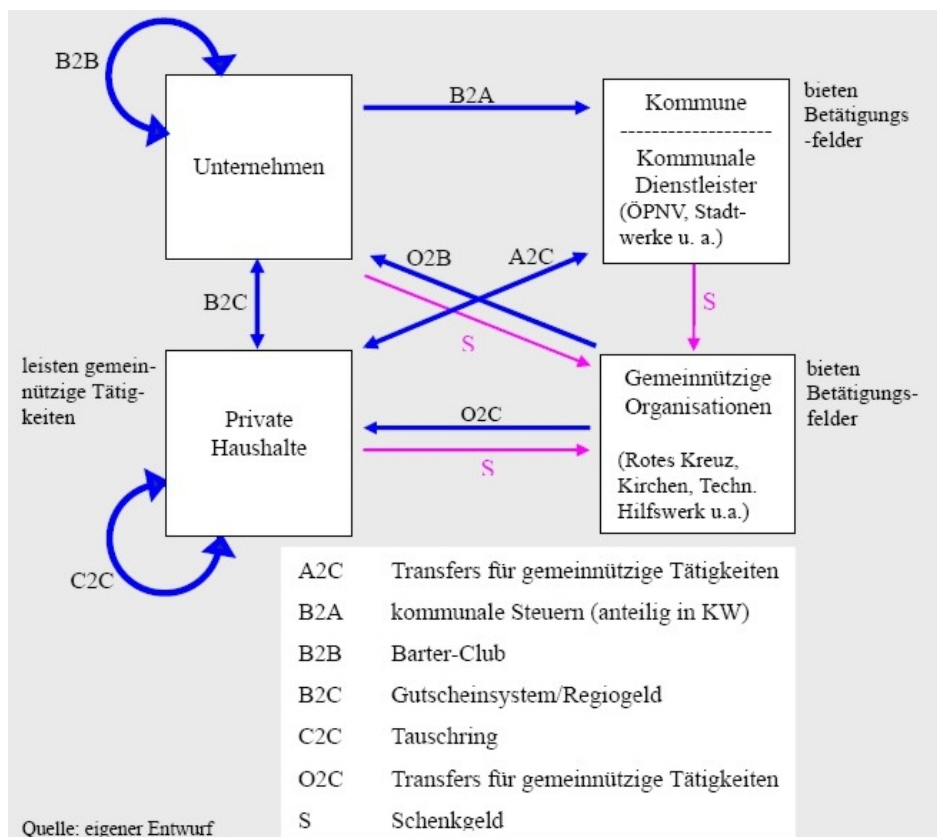 B2B
Unternehmen
B2A
Kommune
--------------------
Kommunale
Dienstleister
(ÖPNV, Stadt-
werke u. a.)
bieten
Betätigungs
-felder
B2C
O2B
A2C
S
S
leisten gemein-
nützige Tätig-
keiten
Private
Haushalte
O2C
S
Gemeinnützige
Organisationen
(Rotes Kreuz,
Kirchen, Techn.
Hilfswerk u.a.)
bieten
Betätigungs-
felder
C2C
A2C Transfers für gemeinnützige Tätigkeiten
B2A kommunale Steuern (anteilig in KW)
B2B Barter-Club
B2C Gutscheinsystem/Regiogeld
C2C Tauschring
O2C Transfers für gemeinnützige Tätigkeiten
S Schenkgeld
Quelle: eigener Entwurf